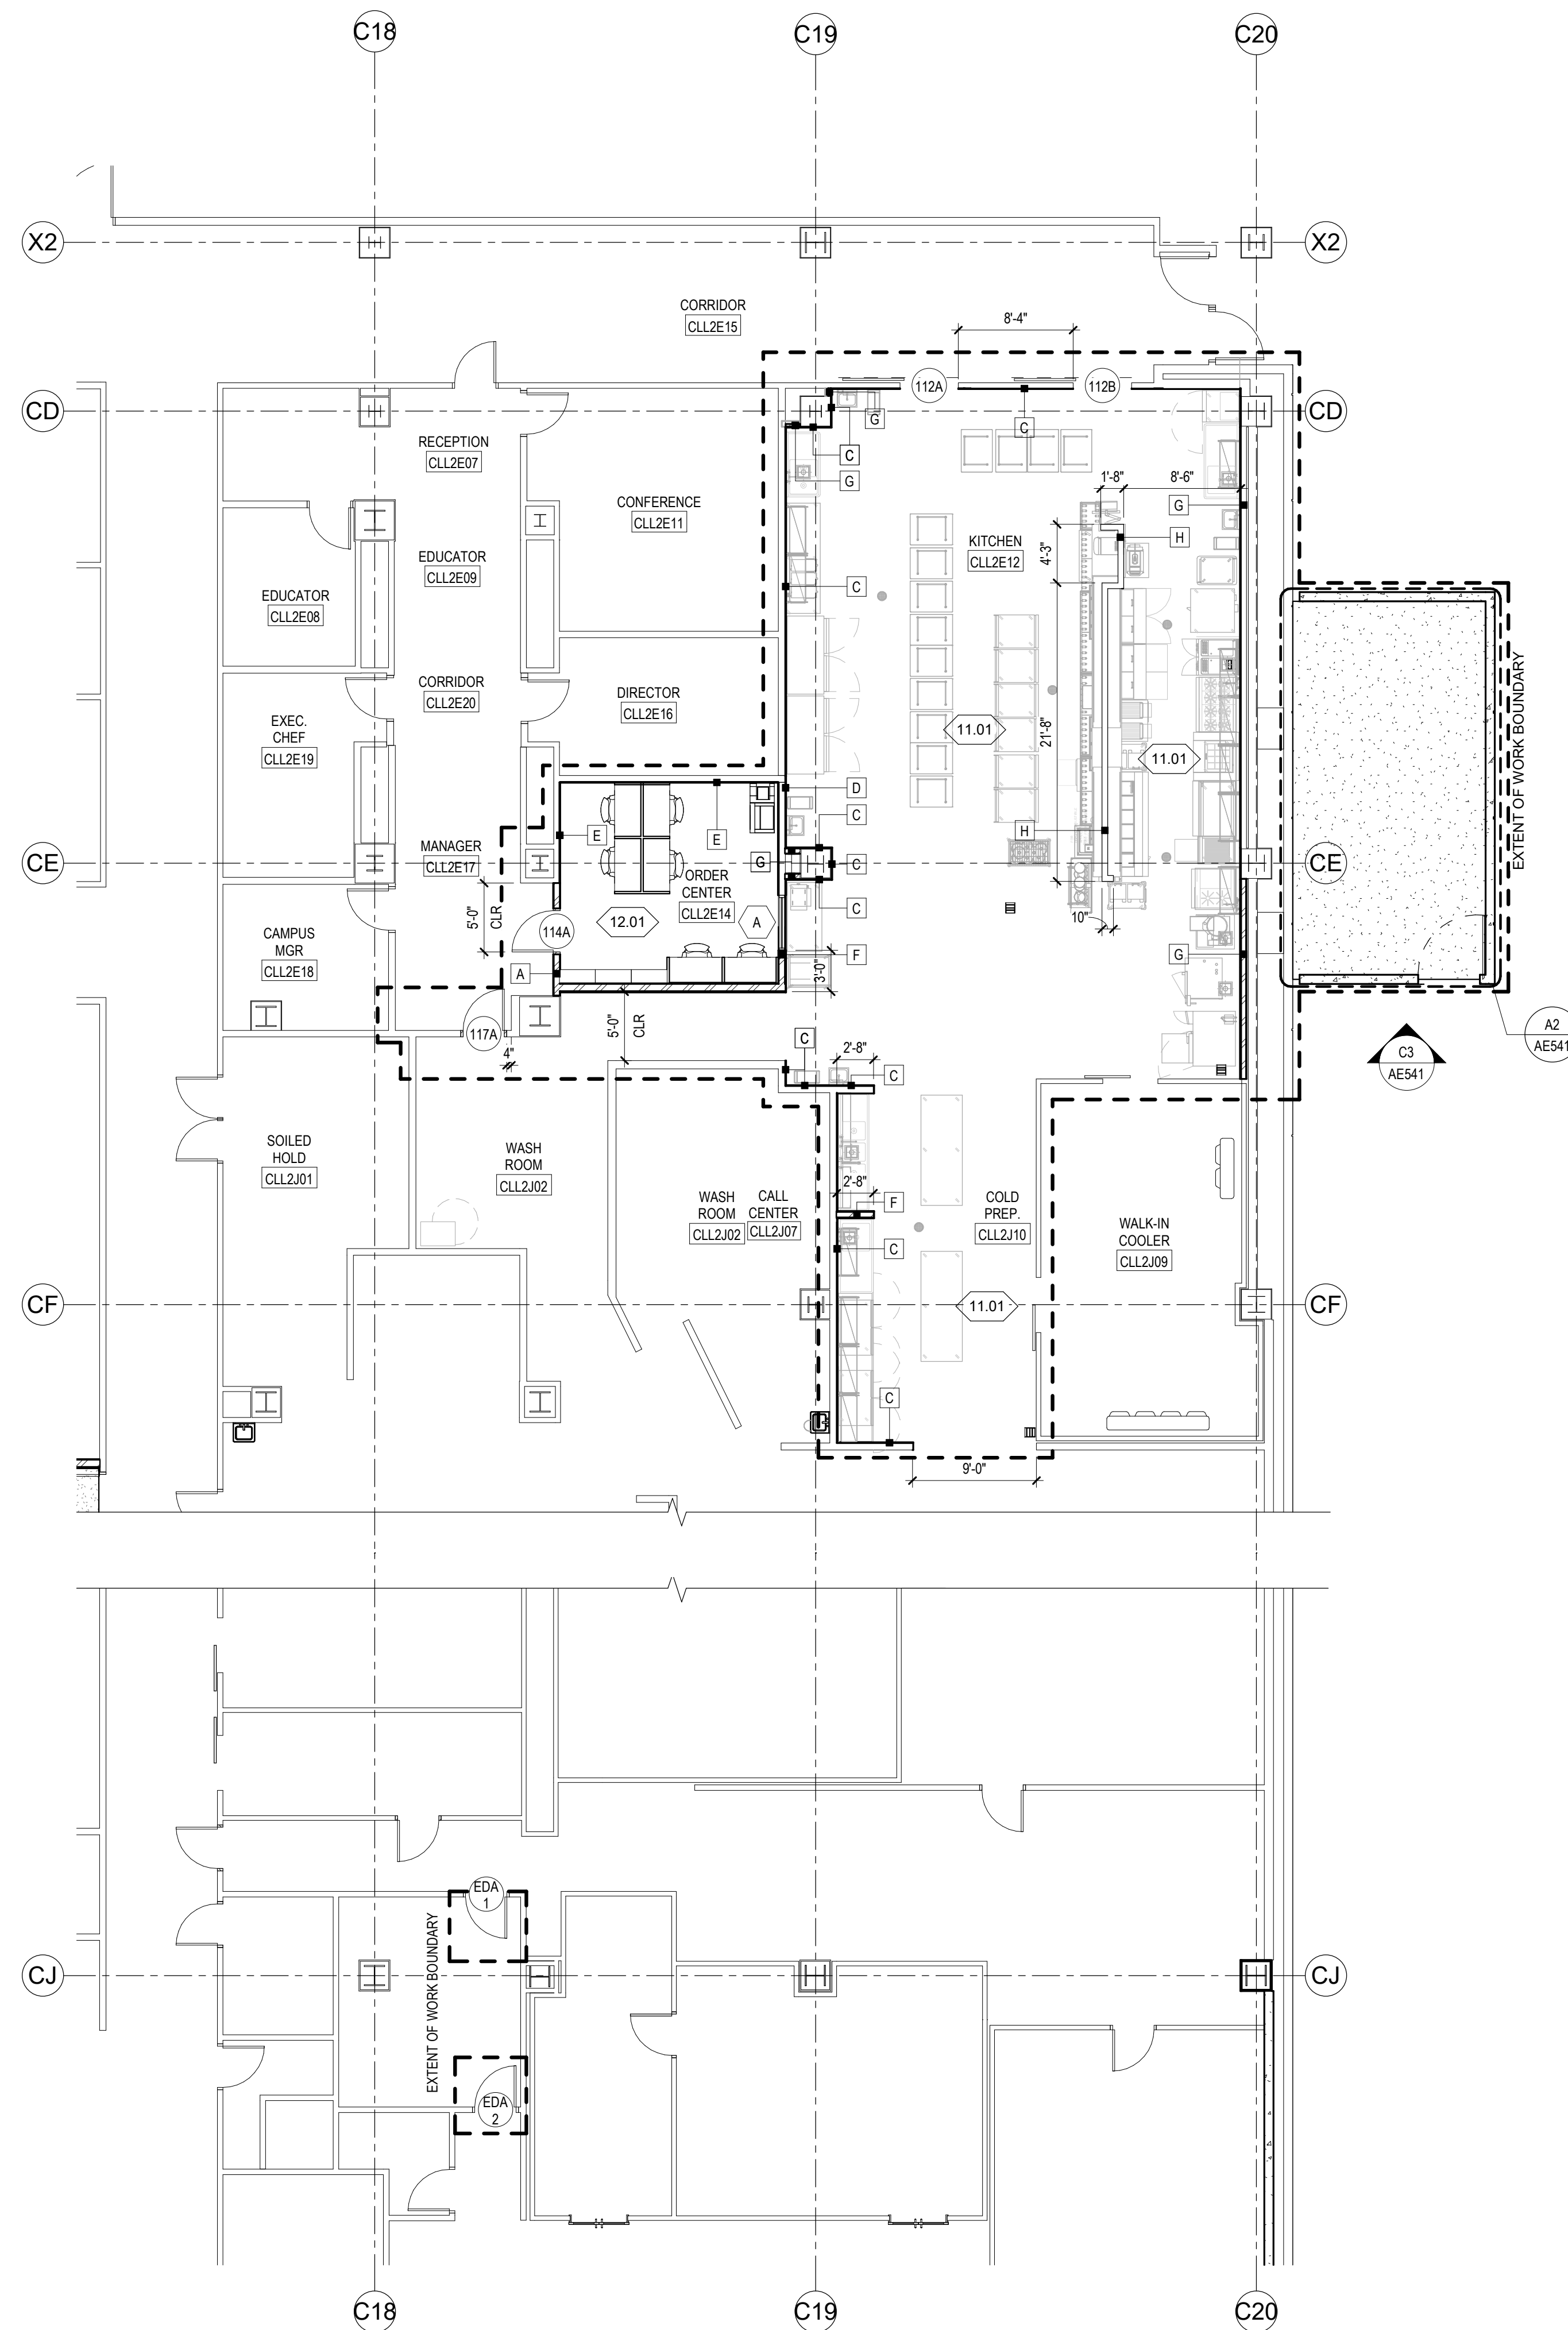 C18
C19
C20
X2
X2
CORRIDOR
CLL2E15
8'-4"
112A
112B
CD
CD
G
C
C
G
RECEPTION
CLL2E07
1'-8"
8'-6"
G
CONFERENCE
CLL2E11
KITCHEN
CLL2E12
H
4'-3"
EDUCATOR
CLL2E09
EDUCATOR
CLL2E08
C
CORRIDOR
CLL2E20
DIRECTOR
CLL2E16
EXEC.
CHEF
CLL2E19
11.01
21'-8"
11.01
EXTENT OF WORK BOUNDARY
D
C
E
E
H
MANAGER
CLL2E17
CE
G
C
CE
ORDER
CENTER
CLL2E14
C
5'-0"
CLR
114A
12.01
A
10"
CAMPUS
MGR
CLL2E18
A
F
3'-0"
G
117A
4"
5'-0"
CLR
C
2'-8"
C
C3
AE541
A2
AE541
SOILED
HOLD
CLL2J01
WASH
ROOM
CLL2J02
WASH
ROOM
CLL2J02
CALL
CENTER
CLL2J07
2'-8"
F
C
COLD
PREP.
CLL2J10
WALK-IN
COOLER
CLL2J09
CF
11.01
CF
C
9'-0"
EDA
1
EXTENT OF WORK BOUNDARY
CJ
CJ
EDA
2
C18
C19
C20